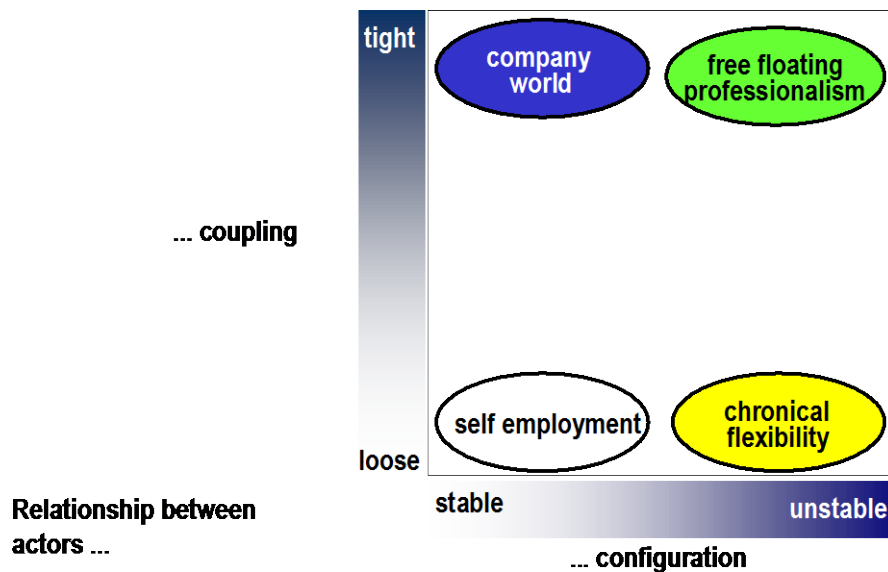 tight
company
world
free floating
professionalism
... coupling
self employment
chronical
flexibility
loose
stable
unstable
Relationship between
actors ...
... configuration